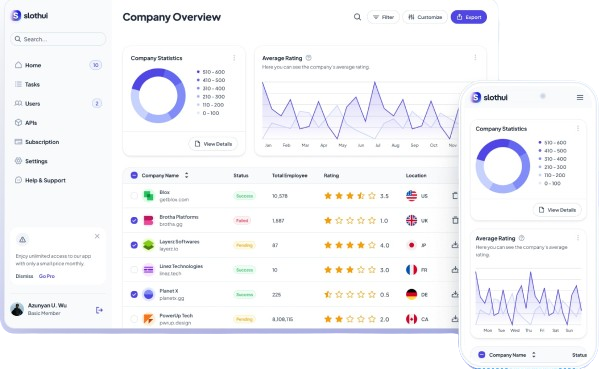 slothui
Search...
Home
10
Tasks
Users
2
APIs
Subscription
Settings
Help & Support
Enjoy unlimited access to our app
with only a small price monthly.
Dismiss Go Pro
Azunyan U. Wu
Basic Member
Company Overview
Filter
Customize
Export
Company Statistics
510 - 600
410 - 500
310 - 400
210 - 300
110 - 200
0 - 100
View Details
Average Rating
Here you can see the company's average rating.
Jan Feb Mar Apr May Jun Jul Aug Sep Oct Nov
Company Name Status Total Employee Rating Location
Blox
getblox.com
Success 10,578 3.5 US
Brotha Platforms
brotha.gg
Failed 1,687 1.0 UK
Layers Softwares
layerz.io
Pending 87 4.0 JP
Linez Technologies
linez.tech
Success 10 3.0 FR
Planet X
planetx.gg
Success 225 0.5 DE
PowerUp Tech
pwrup.design
Pending 8,108,115 2.0 CA
slothui
Company Statistics
510 - 600
410 - 500
310 - 400
210 - 300
110 - 200
0 - 100
View Details
Average Rating
Here you can see the company's average
rating.
Mon Tue Wed Thu Fri Sat Sun
Company Name Status